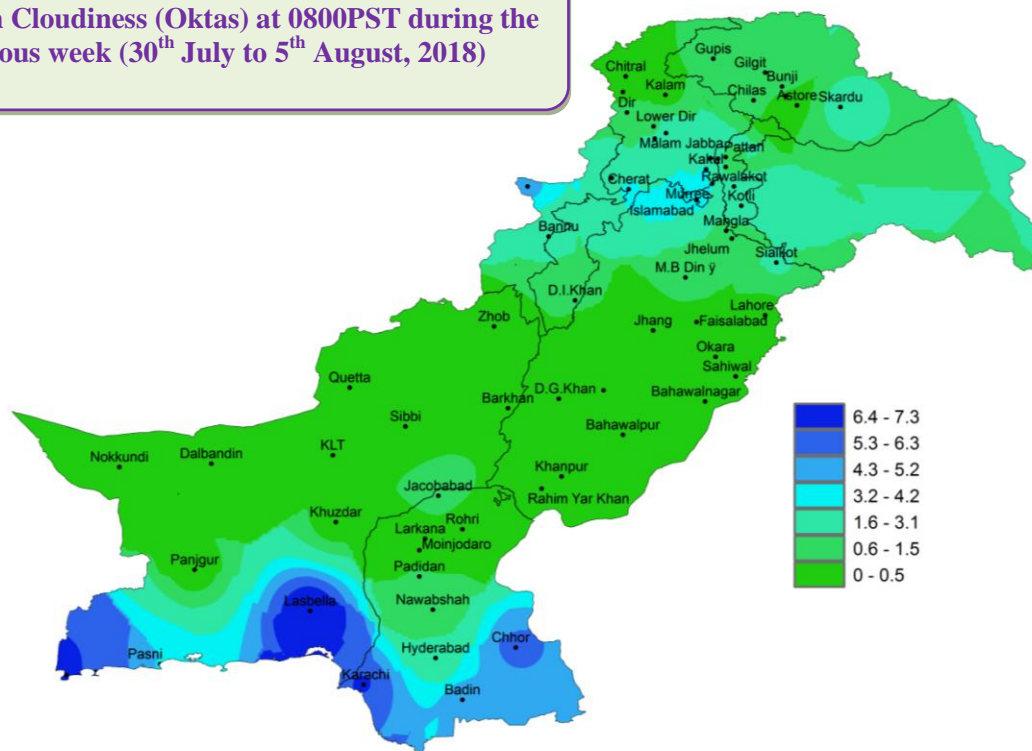 Cloudiness (Oktas) at 0800PST during the
ous week (30th July to 5th August, 2018)
Gupis
Gilgit
Chitral
Bunji
Kalam
Chilas
Astore
Skardu
Dir
Lower Dir
Malam Jabba
Pattan
Kakul
Cherat
Rawalakot
Murree
Kotli
Islamabad
Mangla
Bannu
Jhelum
Sialkot
M.B Din ÿ
D.I.Khan
Lahore
Zhob
Jhang
Faisalabad
Okara
Sahiwal
Quetta
D.G.Khan
Bahawalnagar
Barkhan
Sibbi
Bahawalpur
Nokkundi
Dalbandin
KLT
Khanpur
Jacobabad
Rahim Yar Khan
Khuzdar
Rohri
Larkana
Moinjodaro
Panjgur
Padidan
Lasbella
Nawabshah
Chhor
Hyderabad
Pasni
Karachi
Badin
6.4 - 7.3
5.3 - 6.3
4.3 - 5.2
3.2 - 4.2
1.6 - 3.1
0.6 - 1.5
0 - 0.5